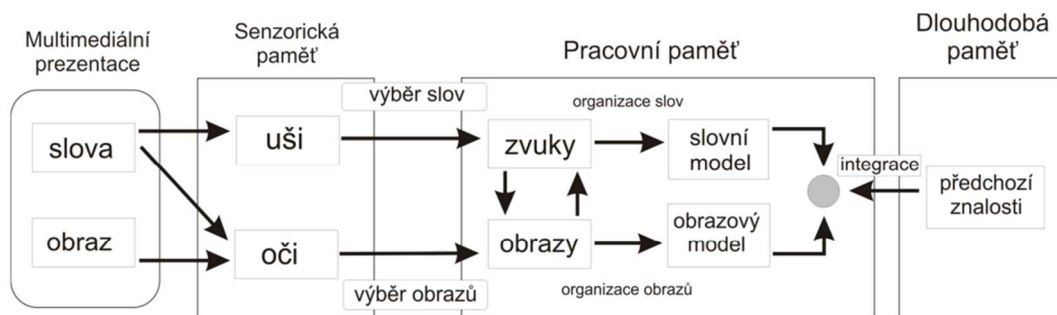 Multimediální
prezentace
slova
obraz
Senzorická
paměť
uši
oči
výběr slov
výběr obrazů
Pracovní paměť
organizace slov
zvuky
slovní
model
obrazy
obrazový
model
organizace obrazů
integrace
Dlouhodobá
paměť
předchozí
znalosti